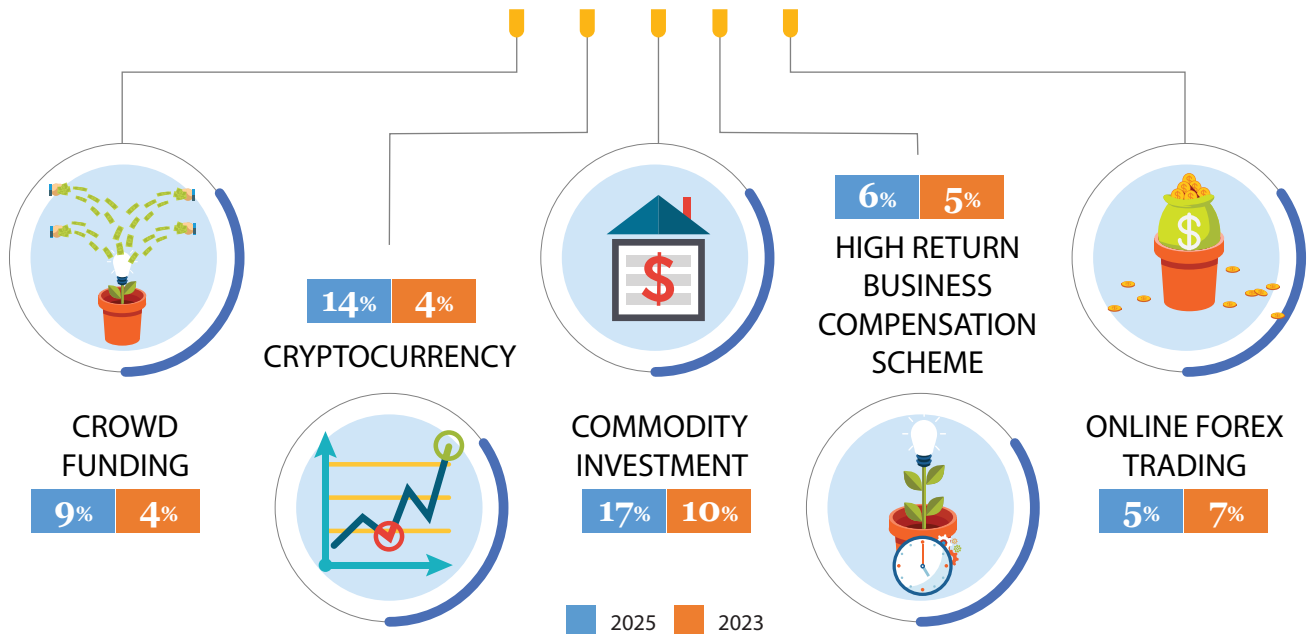 CROWD
FUNDING
9% 4%
14% 4%
CRYPTOCURRENCY
$
COMMODITY
INVESTMENT
17% 10%
6% 5%
HIGH RETURN
BUSINESS
COMPENSATION
SCHEME
$
ONLINE FOREX
TRADING
5% 7%
2025 2023